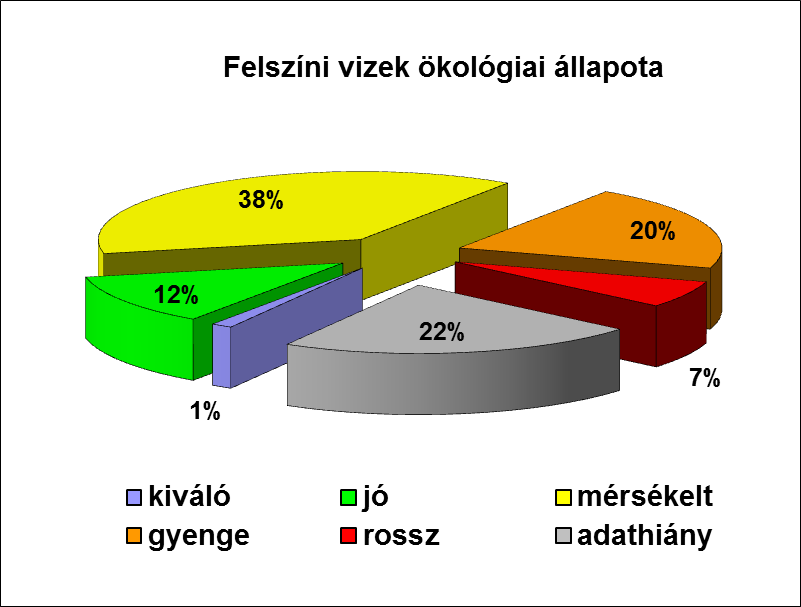 Felszíni vizek ökológiai állapota
38%
20%
12%
22%
7%
1%
kiváló jó mérsékelt
gyenge rossz adathiány